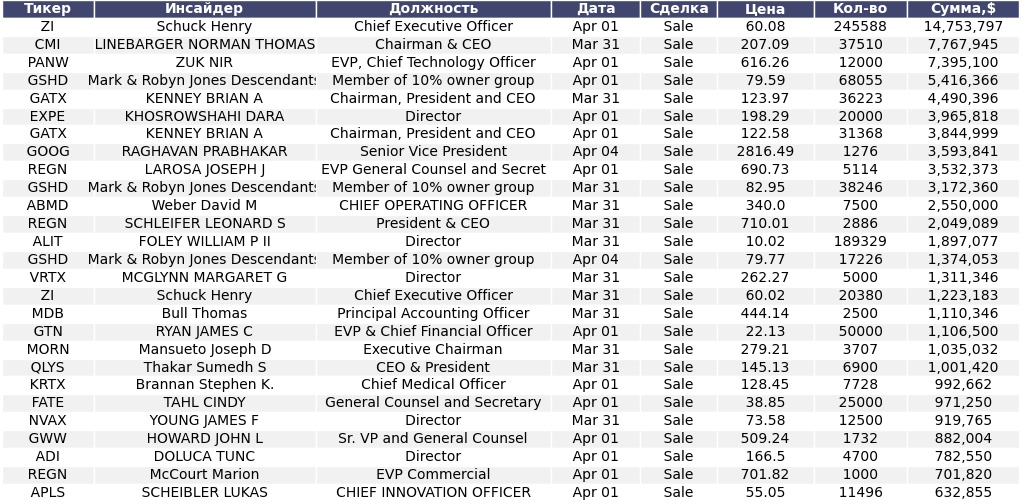 Тикер Инсайдер Должность Дата Сделка Цена Кол-во Сумма,$
ZI Schuck Henry Chief Executive Officer Apr 01 Sale 60.08 245588 14,753,797
CMI LINEBARGER NORMAN THOMAS Chairman & CEO Mar 31 Sale 207.09 37510 7,767,945
PANW ZUK NIR EVP, Chief Technology Officer Apr 01 Sale 616.26 12000 7,395,100
GSHD Mark & Robyn Jones Descendants Member of 10% owner group Apr 01 Sale 79.59 68055 5,416,366
GATX KENNEY BRIAN A Chairman, President and CEO Mar 31 Sale 123.97 36223 4,490,396
EXPE KHOSROWSHAHI DARA Director Apr 01 Sale 198.29 20000 3,965,818
GATX KENNEY BRIAN A Chairman, President and CEO Apr 01 Sale 122.58 31368 3,844,999
GOOG RAGHAVAN PRABHAKAR Senior Vice President Apr 04 Sale 2816.49 1276 3,593,841
REGN LAROSA JOSEPH J EVP General Counsel and Secret Apr 01 Sale 690.73 5114 3,532,373
GSHD Mark & Robyn Jones Descendants Member of 10% owner group Mar 31 Sale 82.95 38246 3,172,360
ABMD Weber David M CHIEF OPERATING OFFICER Mar 31 Sale 340.0 7500 2,550,000
REGN SCHLEIFER LEONARD S President & CEO Mar 31 Sale 710.01 2886 2,049,089
ALIT FOLEY WILLIAM P II Director Mar 31 Sale 10.02 189329 1,897,077
GSHD Mark & Robyn Jones Descendants Member of 10% owner group Apr 04 Sale 79.77 17226 1,374,053
VRTX MCGLYNN MARGARET G Director Mar 31 Sale 262.27 5000 1,311,346
ZI Schuck Henry Chief Executive Officer Mar 31 Sale 60.02 20380 1,223,183
MDB Bull Thomas Principal Accounting Officer Mar 31 Sale 444.14 2500 1,110,346
GTN RYAN JAMES C EVP & Chief Financial Officer Apr 01 Sale 22.13 50000 1,106,500
MORN Mansueto Joseph D Executive Chairman Mar 31 Sale 279.21 3707 1,035,032
QLYS Thakar Sumedh S CEO & President Mar 31 Sale 145.13 6900 1,001,420
KRTX Brannan Stephen K. Chief Medical Officer Apr 01 Sale 128.45 7728 992,662
FATE TAHL CINDY General Counsel and Secretary Apr 01 Sale 38.85 25000 971,250
NVAX YOUNG JAMES F Director Mar 31 Sale 73.58 12500 919,765
GWW HOWARD JOHN L Sr. VP and General Counsel Apr 01 Sale 509.24 1732 882,004
ADI DOLUCA TUNC Director Apr 01 Sale 166.5 4700 782,550
REGN McCourt Marion EVP Commercial Apr 01 Sale 701.82 1000 701,820
APLS SCHEIBLER LUKAS CHIEF INNOVATION OFFICER Apr 01 Sale 55.05 11496 632,855